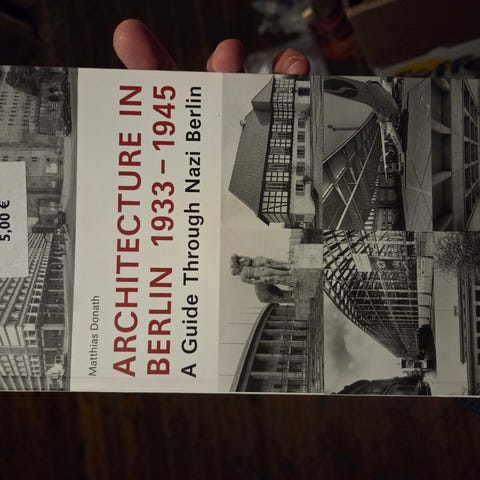 Matthias Donath
ARCHITECTURE IN
BERLIN 1933 – 1945
A Guide Through Nazi Berlin
5,00 €